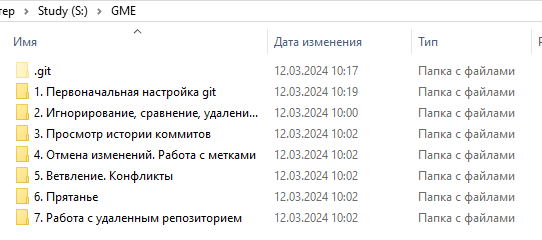 тер > Study (S:) > GME
Имя Дата изменения Тип
.git 12.03.2024 10:17 Папка с файлами
1. Первоначальная настройка git 12.03.2024 10:19 Папка с файлами
2. Игнорирование, сравнение, удалени... 12.03.2024 10:00 Папка с файлами
3. Просмотр истории коммитов 12.03.2024 10:02 Папка с файлами
4. Отмена изменений. Работа с метками 12.03.2024 10:02 Папка с файлами
5. Ветвление. Конфликты 12.03.2024 10:02 Папка с файлами
6. Прятанье 12.03.2024 10:02 Папка с файлами
7. Работа с удаленным репозиторием 12.03.2024 10:02 Папка с файлами